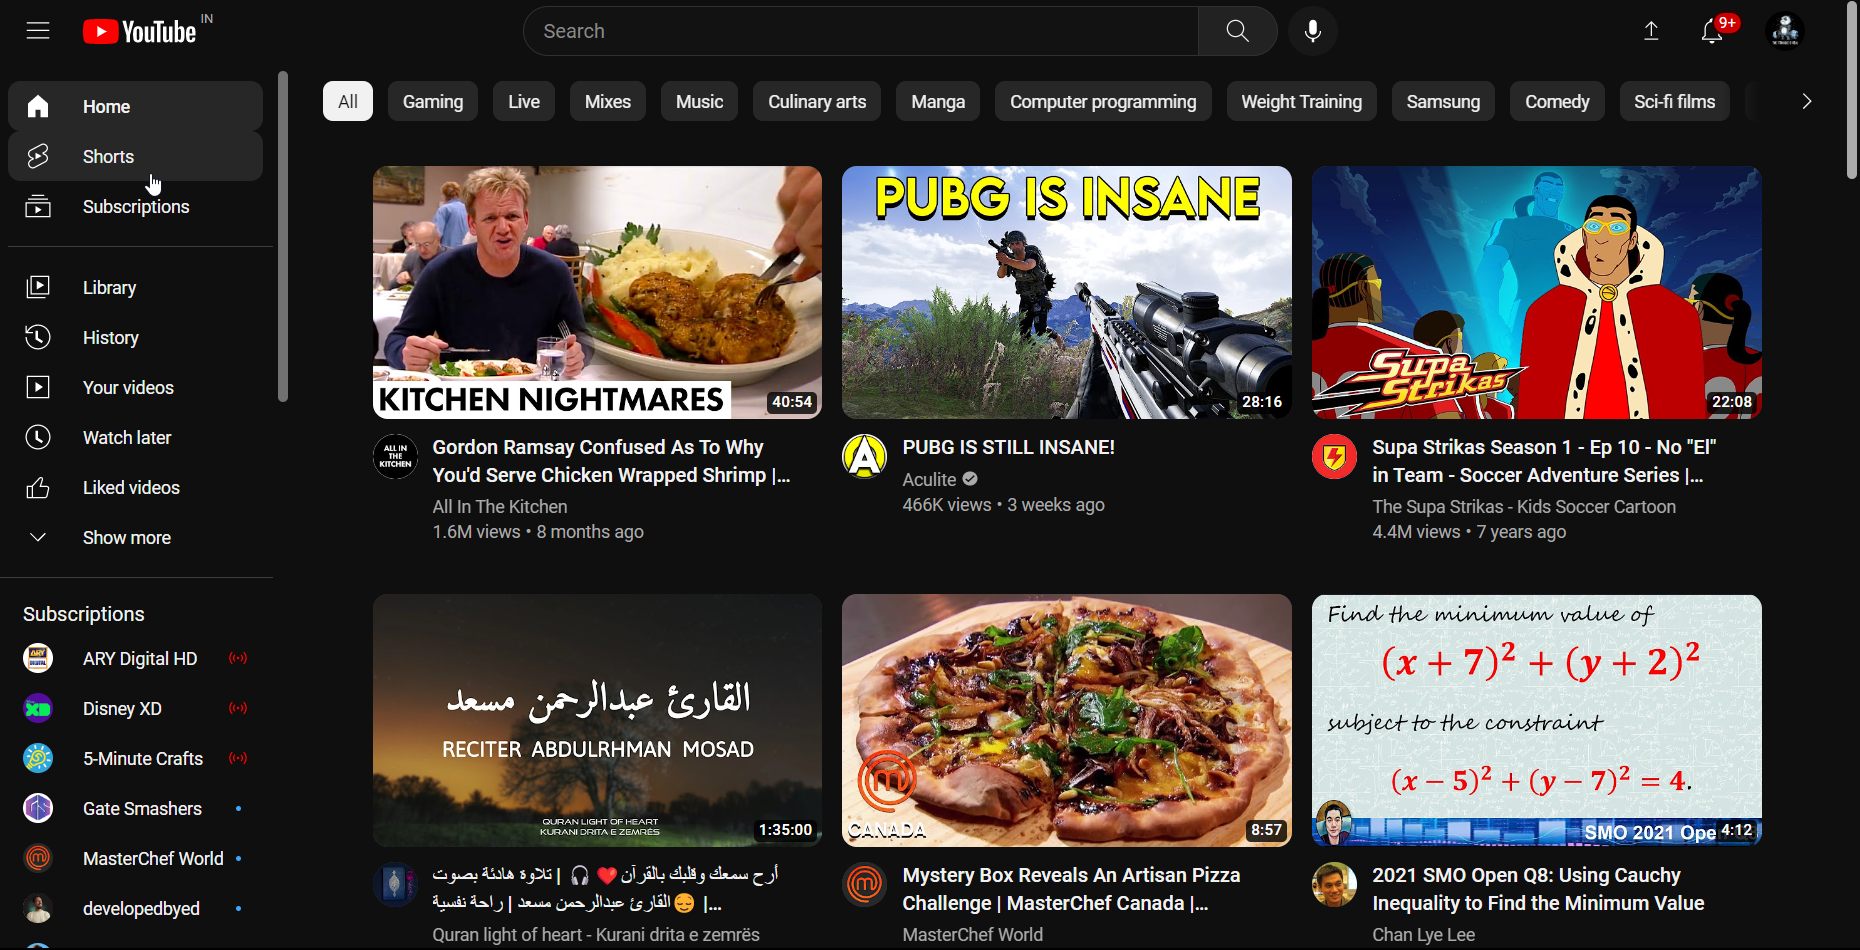 YouTube IN
Search
9+
Home
Shorts
Subscriptions
Library
History
Your videos
Watch later
Liked videos
Show more
Subscriptions
ARY Digital HD
Disney XD
5-Minute Crafts
Gate Smashers
MasterChef World
developedbyed
All
Gaming
Live
Mixes
Music
Culinary arts
Manga
Computer programming
Weight Training
Samsung
Comedy
Sci-fi films
KITCHEN NIGHTMARES
40:54
ALL IN
THE
KITCHEN
Gordon Ramsay Confused As To Why
You'd Serve Chicken Wrapped Shrimp |...
All In The Kitchen
1.6M views • 8 months ago
PUBG IS INSANE
28:16
PUBG IS STILL INSANE!
Aculite
466K views • 3 weeks ago
Supa
Strikas
22:08
Supa Strikas Season 1 - Ep 10 - No "El"
in Team - Soccer Adventure Series |...
The Supa Strikas - Kids Soccer Cartoon
4.4M views • 7 years ago
القارئ عبدالرحمن مسعد
RECITER ABDULRHMAN MOSAD
QURAN LIGHT OF HEART
KURANI DRITA E ZEMRËS
1:35:00
أرح سمعك وقلبك بالقرآن❤️ 🎧 | تلاوة هادئة بصوت
القارئ عبدالرحمن مسعد | راحة نفسية 😌 |...
Quran light of heart - Kurani drita e zemrës
CANADA
8:57
Mystery Box Reveals An Artisan Pizza
Challenge | MasterChef Canada |...
MasterChef World
Find the minimum value of
(x + 7)² + (y + 2)²
subject to the constraint
(x − 5)² + (y − 7)² = 4.
SMO 2021 Ope
4:12
2021 SMO Open Q8: Using Cauchy
Inequality to Find the Minimum Value
Chan Lye Lee